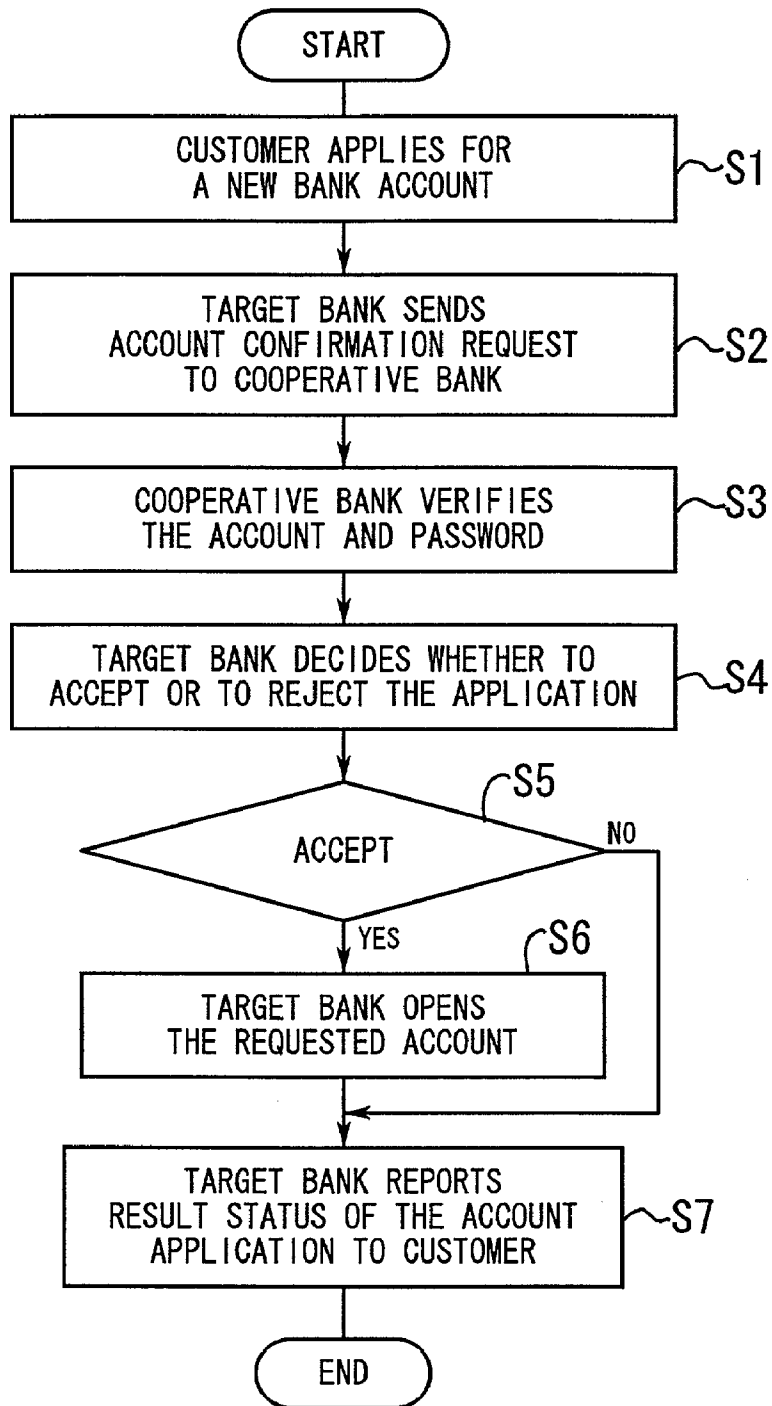 START
CUSTOMER APPLIES FOR
A NEW BANK ACCOUNT
S1
TARGET BANK SENDS
ACCOUNT CONFIRMATION REQUEST
TO COOPERATIVE BANK
S2
COOPERATIVE BANK VERIFIES
THE ACCOUNT AND PASSWORD
S3
TARGET BANK DECIDES WHETHER TO
ACCEPT OR TO REJECT THE APPLICATION
S4
S5
ACCEPT
NO
YES
S6
TARGET BANK OPENS
THE REQUESTED ACCOUNT
TARGET BANK REPORTS
RESULT STATUS OF THE ACCOUNT
APPLICATION TO CUSTOMER
S7
END